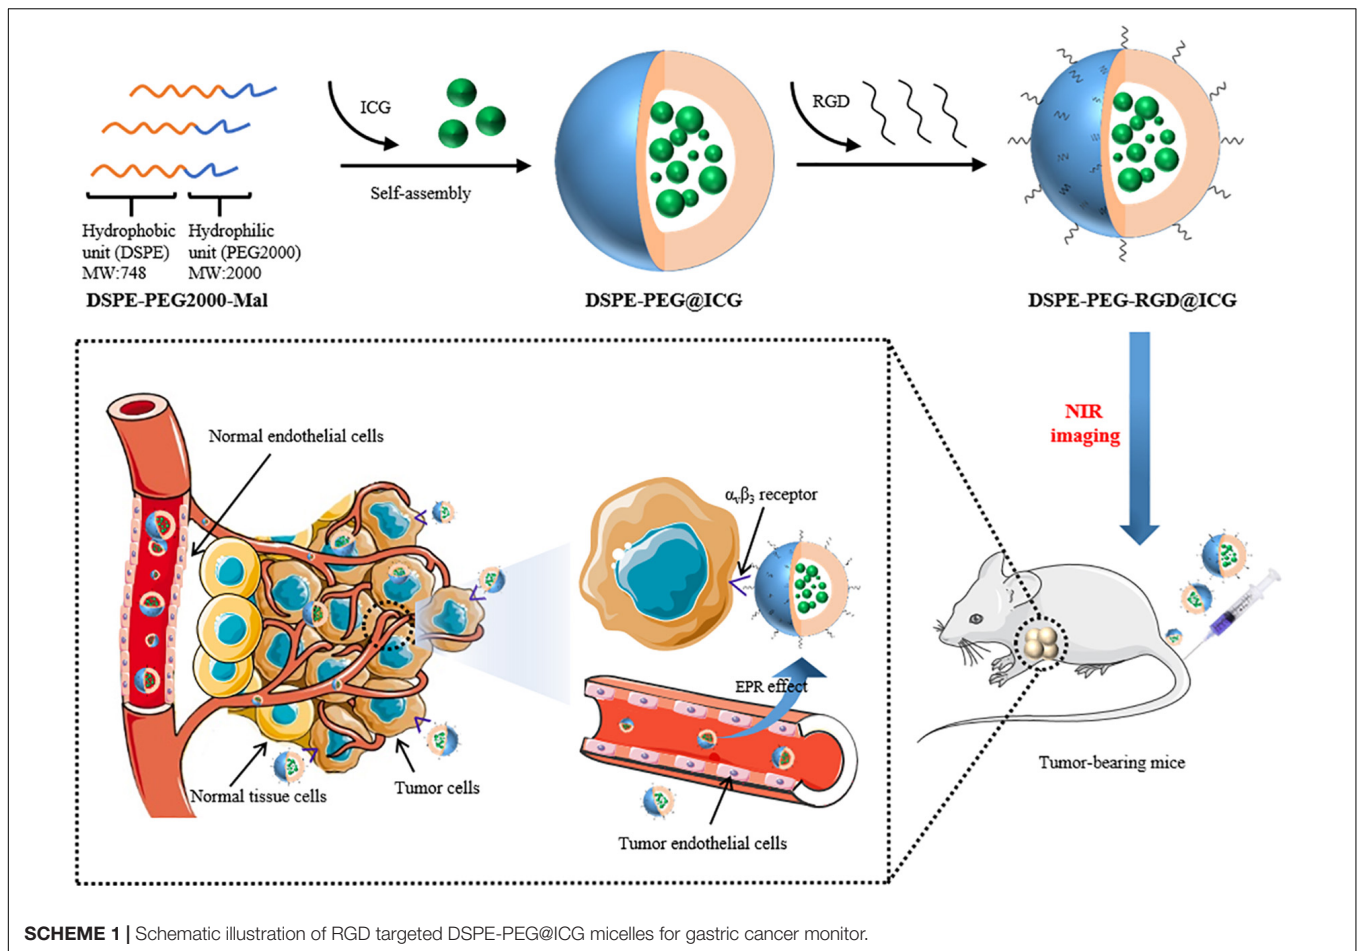 ICG
RGD
Self-assembly
Hydrophobic
unit (DSPE)
MW:748
Hydrophilic
unit (PEG2000)
MW:2000
DSPE-PEG2000-Mal
DSPE-PEG@ICG
DSPE-PEG-RGD@ICG
NIR
imaging
Normal endothelial cells
αvβ3 receptor
EPR effect
Normal tissue cells
Tumor cells
Tumor endothelial cells
Tumor-bearing mice
SCHEME 1 | Schematic illustration of RGD targeted DSPE-PEG@ICG micelles for gastric cancer monitor.